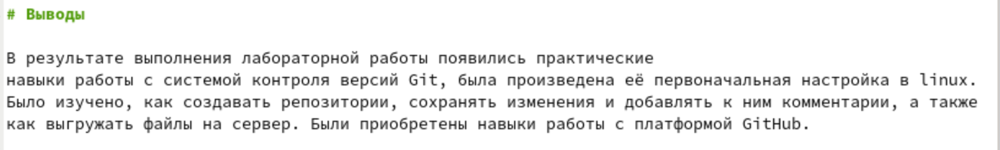 # Выводы
В результате выполнения лабораторной работы появились практические
навыки работы с системой контроля версий Git, была произведена её первоначальная настройка в linux.
Было изучено, как создавать репозитории, сохранять изменения и добавлять к ним комментарии, а также
как выгружать файлы на сервер. Были приобретены навыки работы с платформой GitHub.